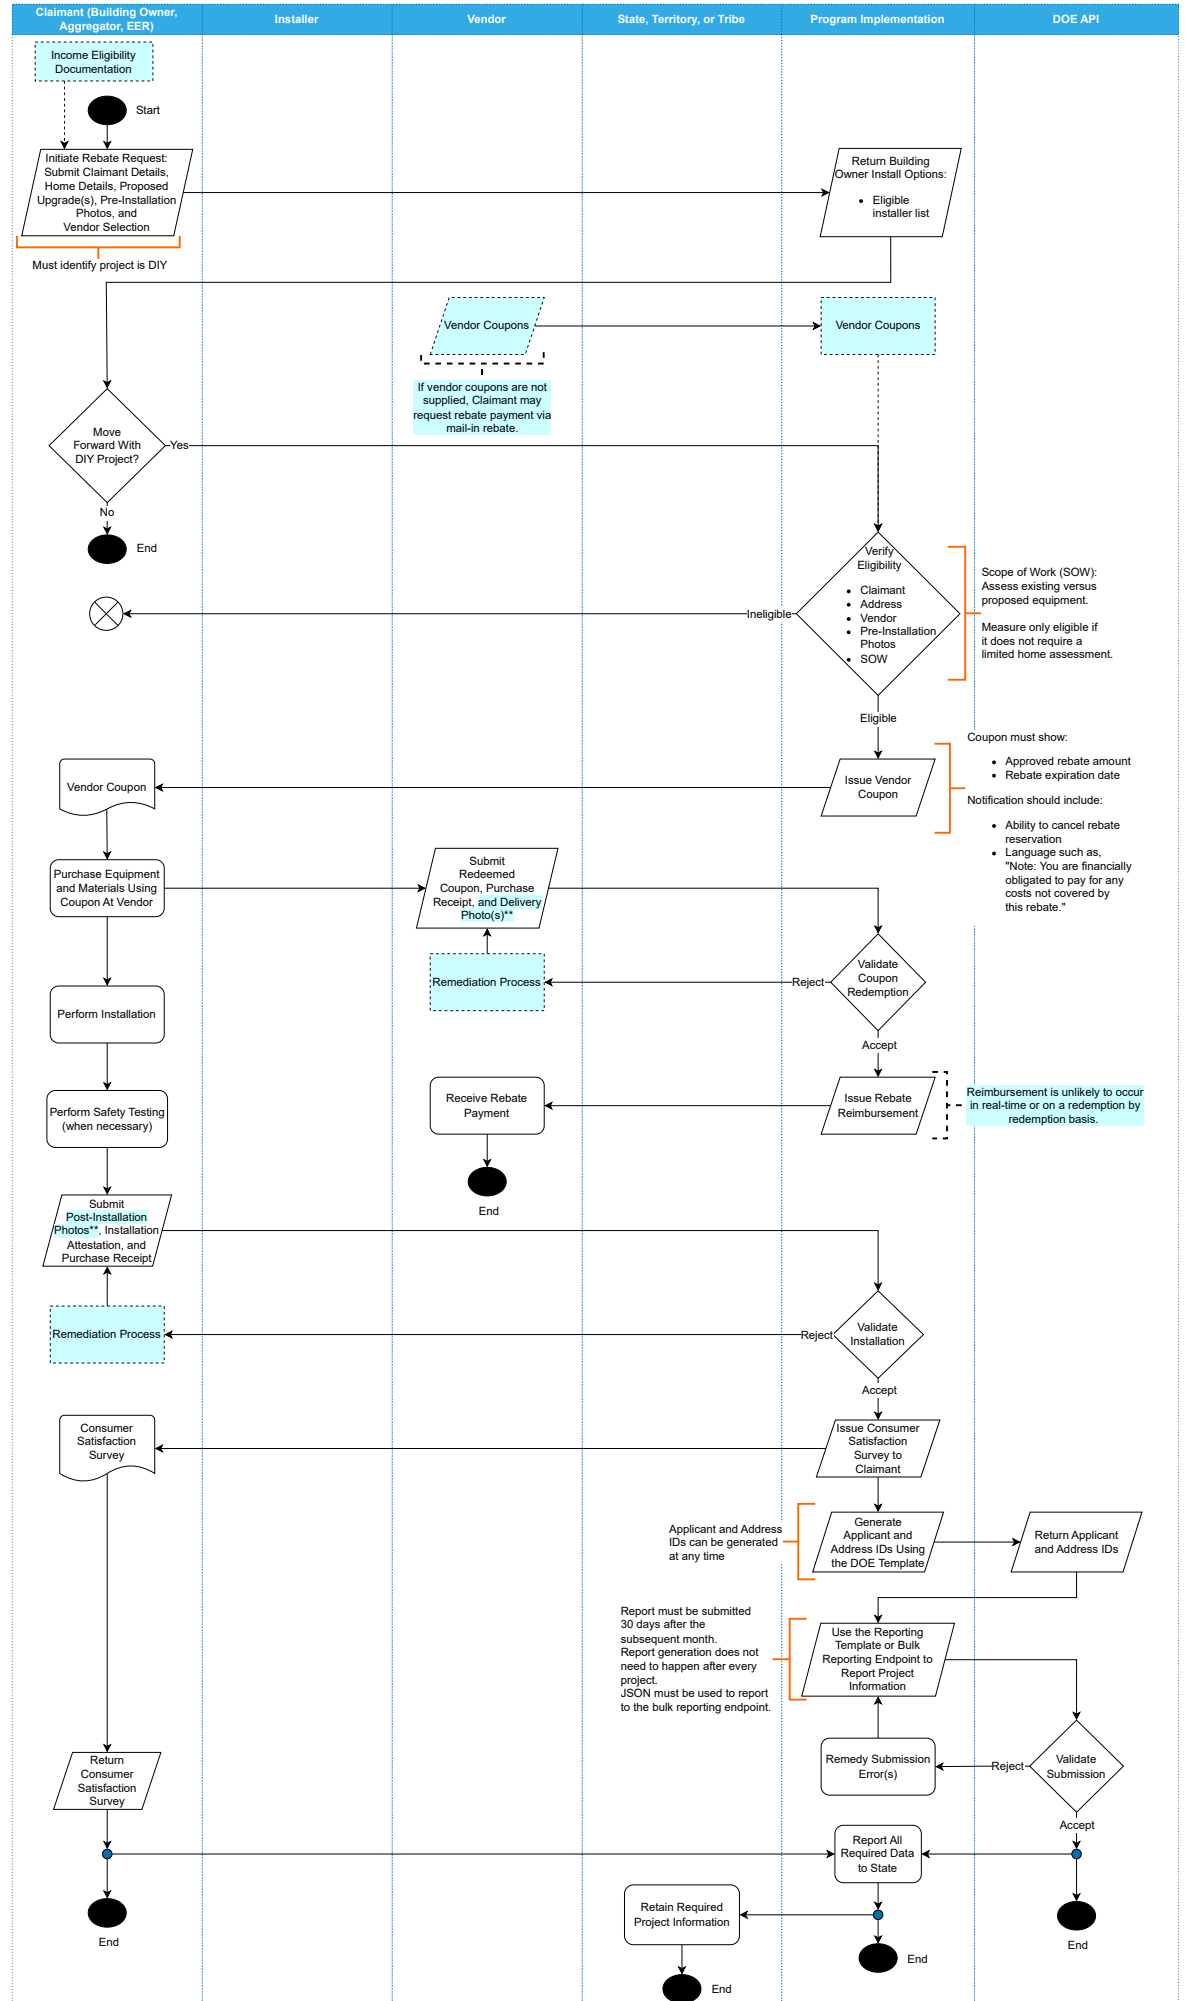 Claimant (Building Owner,
Aggregator, EER)
Installer
Vendor
State, Territory, or Tribe
Program Implementation
DOE API
Income Eligibility
Documentation
Start
Initiate Rebate Request:
Submit Claimant Details,
Home Details, Proposed
Upgrade(s), Pre-Installation
Photos, and
Vendor Selection
Must identify project is DIY
Return Building
Owner Install Options:
• Eligible
installer list
Vendor Coupons
Vendor Coupons
If vendor coupons are not
supplied, Claimant may
request rebate payment via
mail-in rebate.
Move
Forward With
DIY Project?
Yes
No
End
Verify
Eligibility
• Claimant
• Address
• Vendor
• Pre-Installation
Photos
• SOW
Ineligible
Scope of Work (SOW):
Assess existing versus
proposed equipment.
Measure only eligible if
it does not require a
limited home assessment.
Eligible
Vendor Coupon
Issue Vendor
Coupon
Coupon must show:
• Approved rebate amount
• Rebate expiration date
Notification should include:
• Ability to cancel rebate
reservation
• Language such as,
"Note: You are financially
obligated to pay for any
costs not covered by
this rebate."
Purchase Equipment
and Materials Using
Coupon At Vendor
Submit
Redeemed
Coupon, Purchase
Receipt, and Delivery
Photo(s)**
Remediation Process
Reject
Validate
Coupon
Redemption
Accept
Perform Installation
Perform Safety Testing
(when necessary)
Receive Rebate
Payment
Issue Rebate
Reimbursement
Reimbursement is unlikely to occur
in real-time or on a redemption by
redemption basis.
End
Submit
Post-Installation
Photos**, Installation
Attestation, and
Purchase Receipt
Remediation Process
Reject
Validate
Installation
Accept
Consumer
Satisfaction
Survey
Issue Consumer
Satisfaction
Survey to
Claimant
Applicant and Address
IDs can be generated
at any time
Generate
Applicant and
Address IDs Using
the DOE Template
Return Applicant
and Address IDs
Report must be submitted
30 days after the
subsequent month.
Report generation does not
need to happen after every
project.
JSON must be used to report
to the bulk reporting endpoint.
Use the Reporting
Template or Bulk
Reporting Endpoint to
Report Project
Information
Return
Consumer
Satisfaction
Survey
Remedy Submission
Error(s)
Reject
Validate
Submission
Accept
Report All
Required Data
to State
Retain Required
Project Information
End
End
End
End